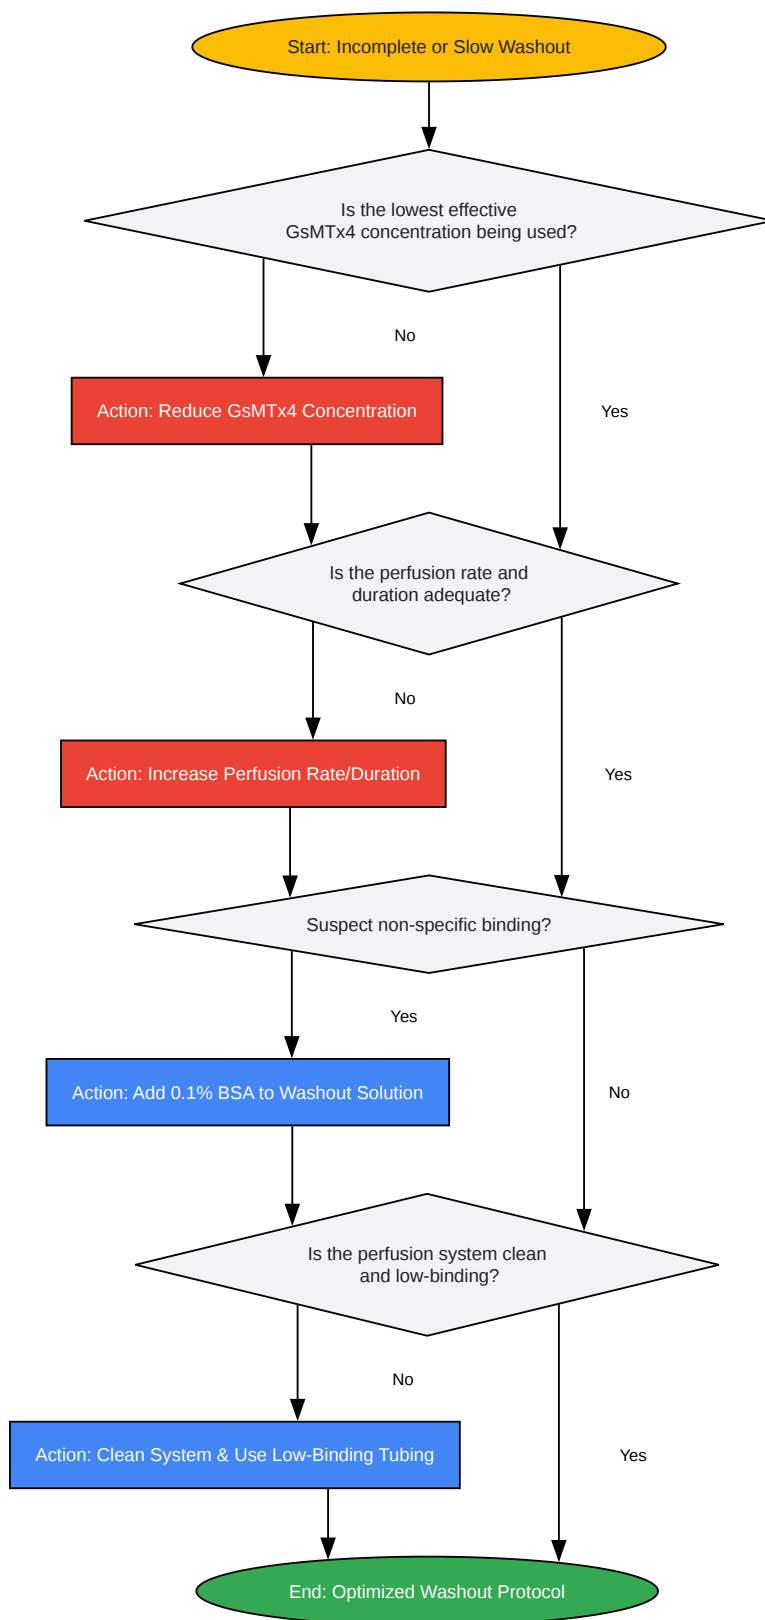 Start: Incomplete or Slow Washout
Is the lowest effective
GsMTx4 concentration being used?
No
Action: Reduce GsMTx4 Concentration
Yes
Is the perfusion rate and
duration adequate?
No
Action: Increase Perfusion Rate/Duration
Yes
Suspect non-specific binding?
Yes
Action: Add 0.1% BSA to Washout Solution
No
Is the perfusion system clean
and low-binding?
No
Action: Clean System & Use Low-Binding Tubing
Yes
End: Optimized Washout Protocol